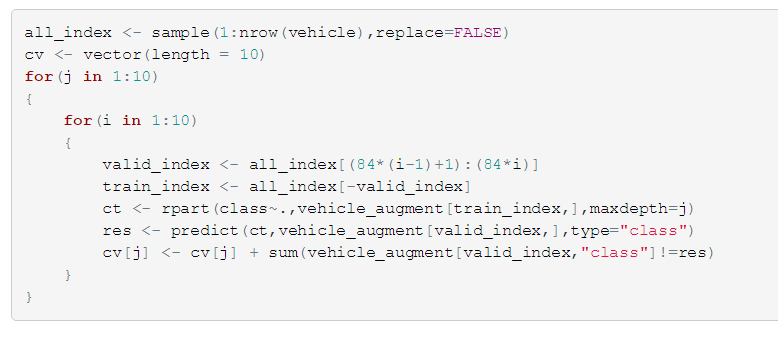 all_index <- sample(1:nrow(vehicle),replace=FALSE)
cv <- vector(length = 10)
for(j in 1:10)
{
    for(i in 1:10)
    {
        valid_index <- all_index[(84*(i-1)+1):(84*i)]
        train_index <- all_index[-valid_index]
        ct <- rpart(class~.,vehicle_augment[train_index,],maxdepth=j)
        res <- predict(ct,vehicle_augment[valid_index,],type="class")
        cv[j] <- cv[j] + sum(vehicle_augment[valid_index,"class"]!=res)
    }
}